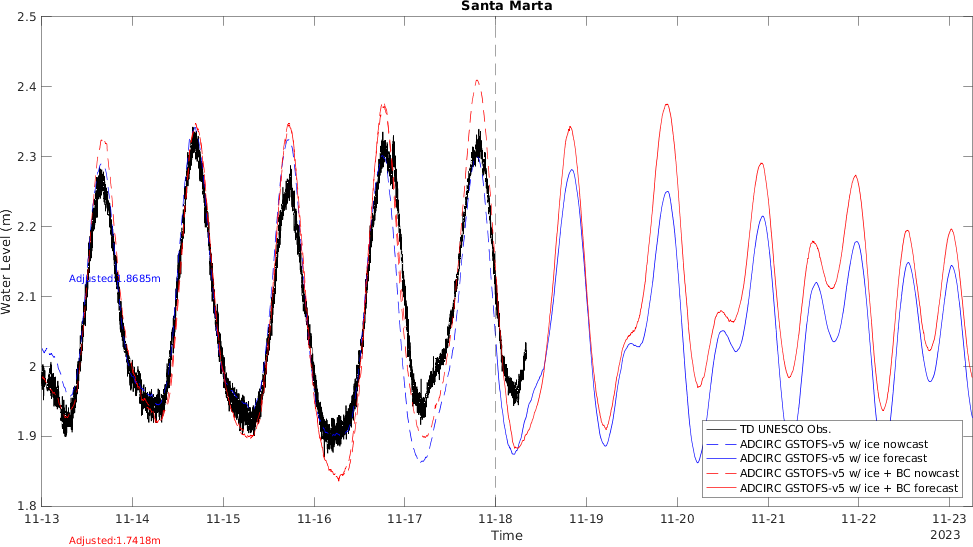 Santa Marta
2.5
2.4
2.3
2.2
2.1
2
1.9
1.8
Water Level (m)
Adjusted:1.8685m
TD UNESCO Obs.
ADCIRC GSTOFS-v5 w/ ice nowcast
ADCIRC GSTOFS-v5 w/ ice forecast
ADCIRC GSTOFS-v5 w/ ice + BC nowcast
ADCIRC GSTOFS-v5 w/ ice + BC forecast
11-13 11-14 11-15 11-16 11-17 11-18 11-19 11-20 11-21 11-22 11-23
Time
2023
Adjusted:1.7418m